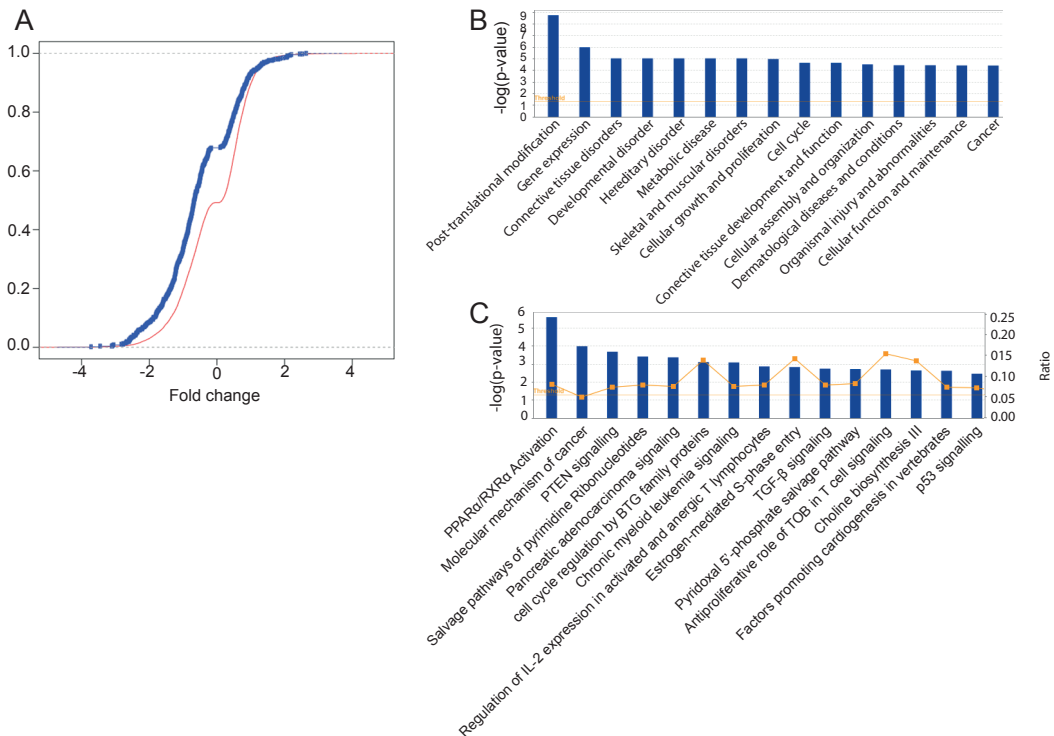 A
1.0
0.8
0.6
0.4
0.2
0.0
-4
-2
0
2
4
Fold change
B
-log(p-value)
9
8
7
6
5
4
3
2
1
0
Threshold
Post-translational modification
Gene expression
Connective tissue disorders
Developmental disorder
Hereditary disorder
Metabolic disease
Skeletal and muscular disorders
Cellular growth and proliferation
Cell cycle
Conective tissue development and function
Cellular assembly and organization
Dermatological diseases and conditions
Organismal injury and abnormalities
Cellular function and maintenance
Cancer
C
-log(p-value)
6
5
4
3
2
1
0
Threshold
0.25
0.20
0.15
0.10
0.05
0.00
Ratio
PPARα/RXRα Activation
Molecular mechanism of cancer
PTEN signalling
Salvage pathways of pyrimidine Ribonucleotides
Pancreatic adenocarcinoma signaling
cell cycle regulation by BTG family proteins
Chronic myeloid leukemia signaling
Regulation of IL-2 expression in activated and anergic T lymphocytes
Estrogen-mediated S-phase entry
TGF-β signaling
Pyridoxal 5'-phosphate salvage pathway
Antiproliferative role of TOB in T cell signaling
Choline biosynthesis III
Factors promoting cardiogenesis in vertebrates
p53 signalling